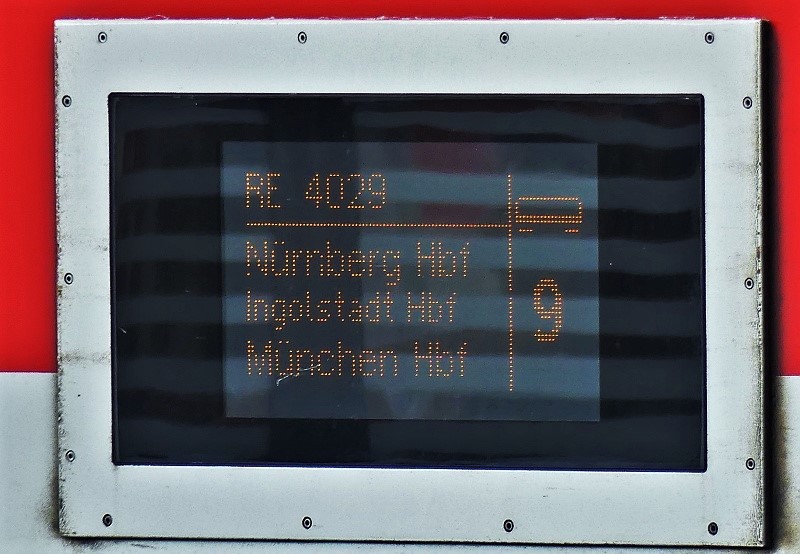 RE 4029
Nürnberg Hbf
Ingolstadt Hbf
München Hbf
9